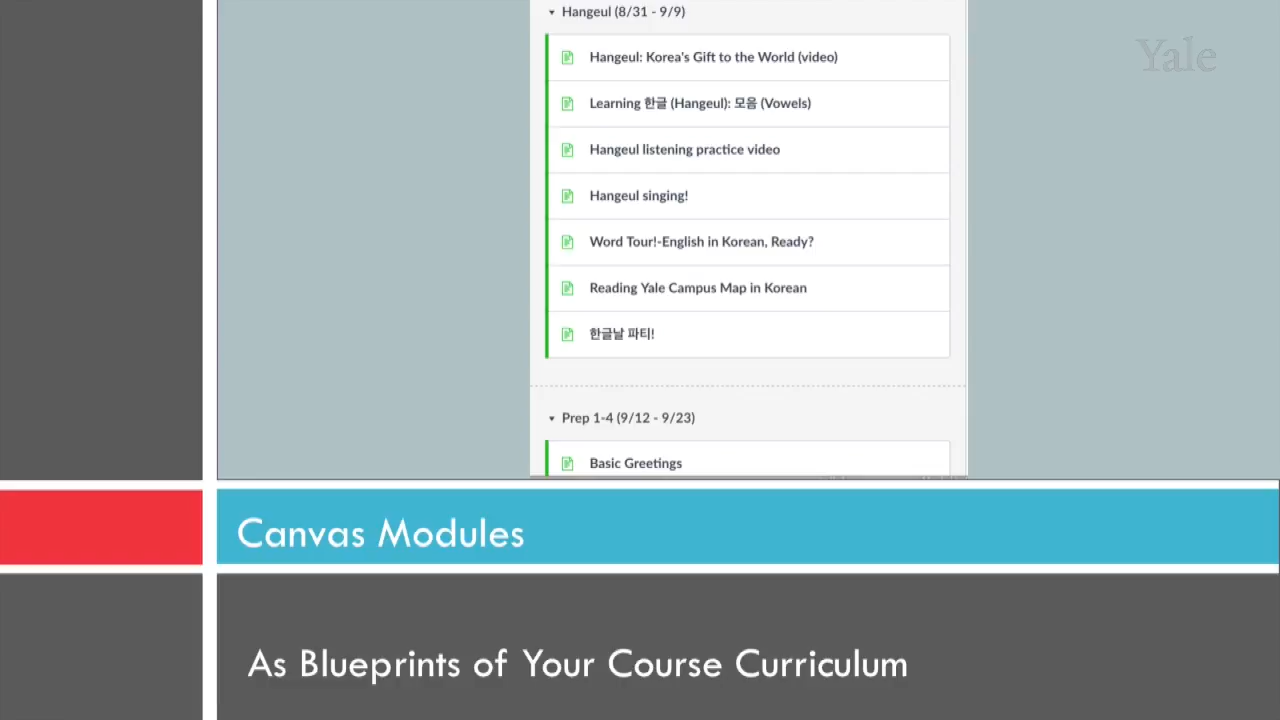 Hangeul (8/31 - 9/9)
Yale
Hangeul: Korea's Gift to the World (video)
Learning 한글 (Hangeul): 모음 (Vowels)
Hangeul listening practice video
Hangeul singing!
Word Tour!-English in Korean, Ready?
Reading Yale Campus Map in Korean
한글날 파티!
Prep 1-4 (9/12 - 9/23)
Basic Greetings
Canvas Modules
As Blueprints of Your Course Curriculum